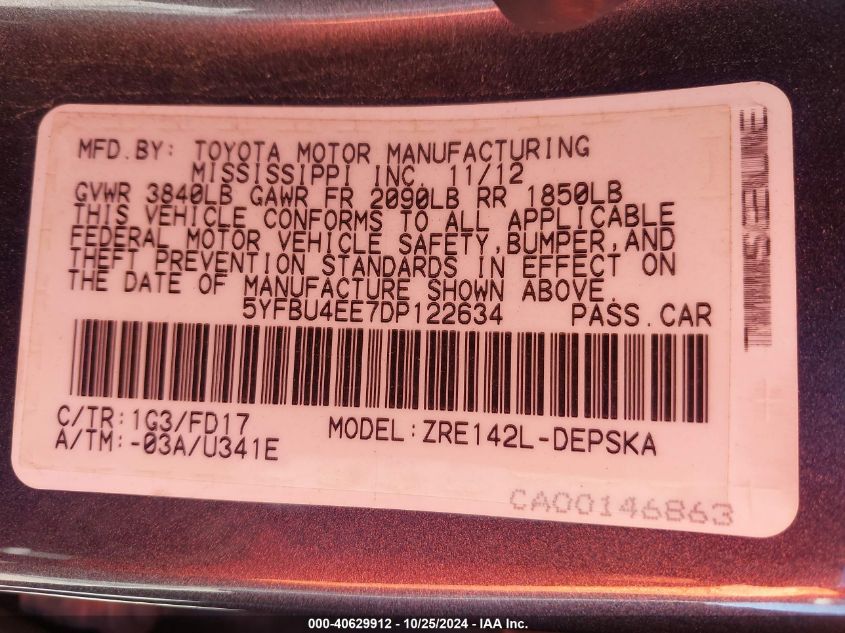 MFD.BY: TOYOTA MOTOR MANUFACTURING
MISSISSIPPI INC. 11/12
GVWR 3840LB GAWR FR 2090LB RR 1850LB
THIS VEHICLE CONFORMS TO ALL APPLICABLE
FEDERAL MOTOR VEHICLE SAFETY,BUMPER,AND
THEFT PREVENTION STANDARDS IN EFFECT ON
THE DATE OF MANUFACTURE SHOWN ABOVE.
5YFBU4EE7DP122634 PASS.CAR
C/TR:1G3/FD17
A/TM:-03A/U341E
MODEL:ZRE142L-DEPSKA
CA00146863
000-40629912 - 10/25/2024 - IAA Inc.